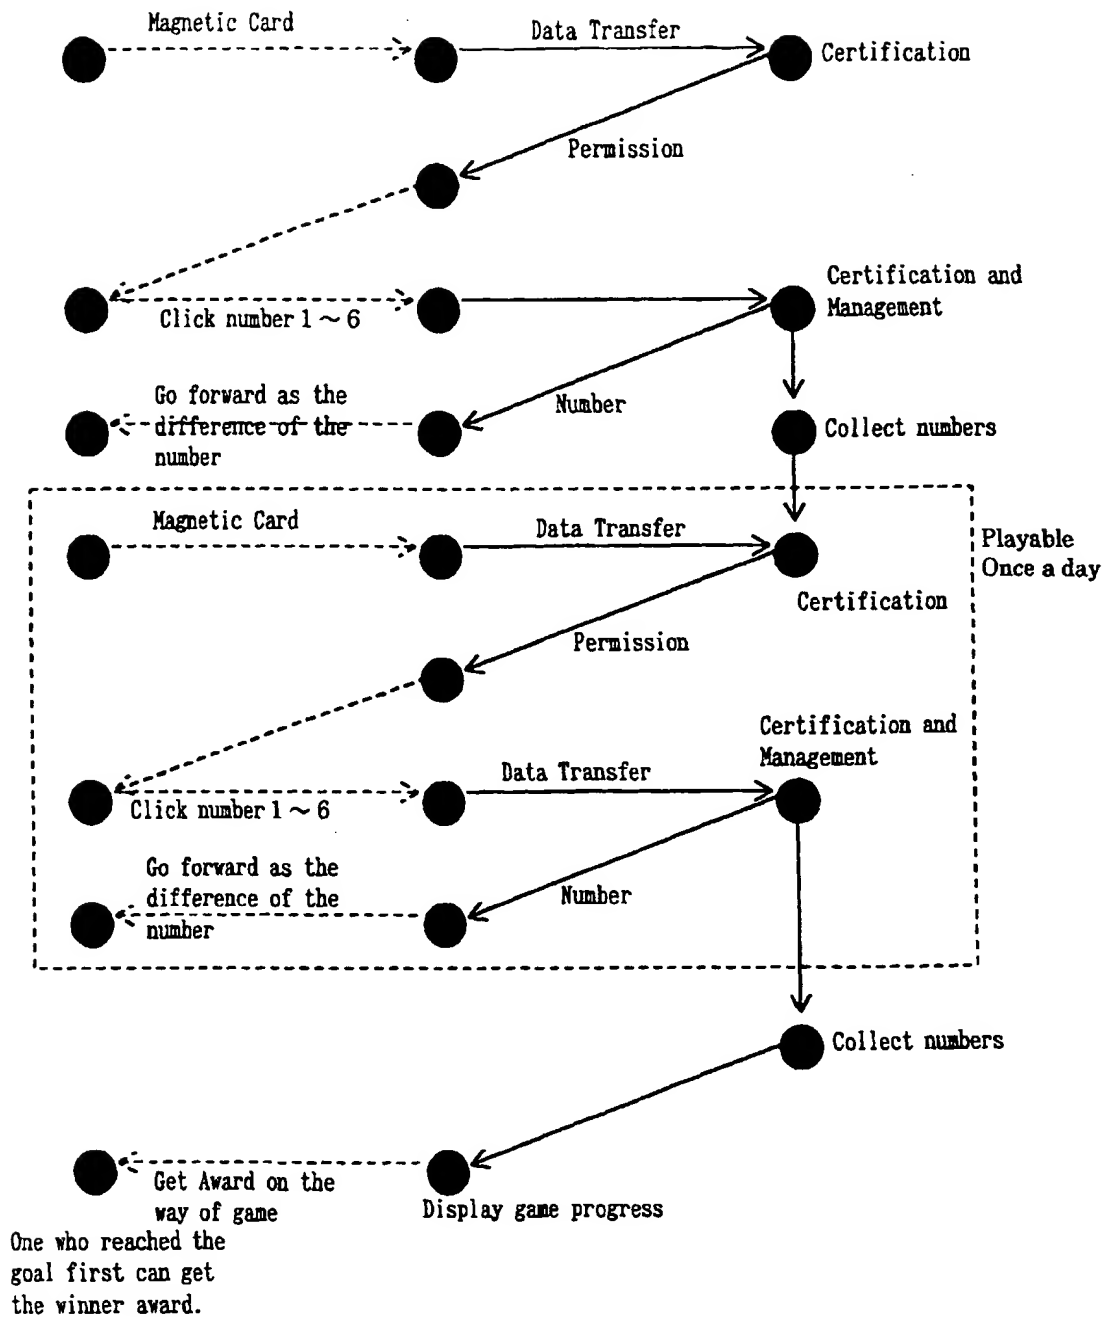 Magnetic Card
Data Transfer
Certification
Permission
Certification and
Management
Click number 1 ~ 6
Go forward as the
difference of the
number
Number
Collect numbers
Magnetic Card
Data Transfer
Playable
Once a day
Certification
Permission
Certification and
Management
Data Transfer
Click number 1 ~ 6
Go forward as the
difference of the
number
Number
Collect numbers
Get Award on the
way of game
Display game progress
One who reached the
goal first can get
the winner award.